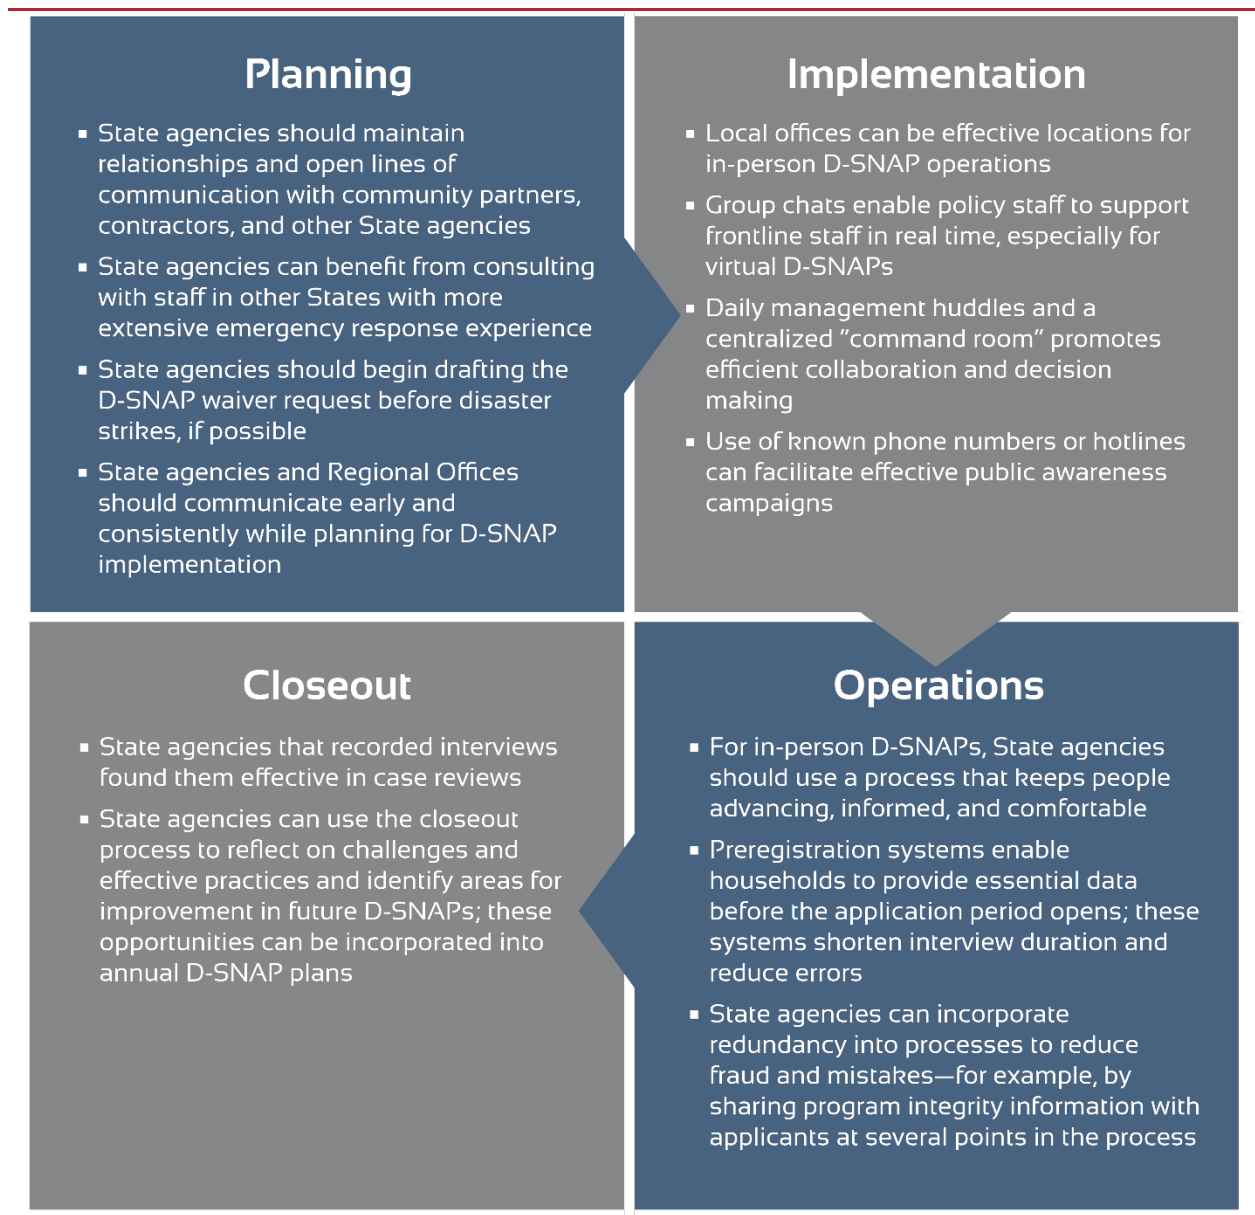 Planning
▪ State agencies should maintain
relationships and open lines of
communication with community partners,
contractors, and other State agencies
▪ State agencies can benefit from consulting
with staff in other States with more
extensive emergency response experience
▪ State agencies should begin drafting the
D-SNAP waiver request before disaster
strikes, if possible
▪ State agencies and Regional Offices
should communicate early and
consistently while planning for D-SNAP
implementation
Implementation
▪ Local offices can be effective locations for
in-person D-SNAP operations
▪ Group chats enable policy staff to support
frontline staff in real time, especially for
virtual D-SNAPs
▪ Daily management huddles and a
centralized “command room” promotes
efficient collaboration and decision
making
▪ Use of known phone numbers or hotlines
can facilitate effective public awareness
campaigns
Operations
▪ For in-person D-SNAPs, State agencies
should use a process that keeps people
advancing, informed, and comfortable
▪ Preregistration systems enable
households to provide essential data
before the application period opens; these
systems shorten interview duration and
reduce errors
▪ State agencies can incorporate
redundancy into processes to reduce
fraud and mistakes—for example, by
sharing program integrity information with
applicants at several points in the process
Closeout
▪ State agencies that recorded interviews
found them effective in case reviews
▪ State agencies can use the closeout
process to reflect on challenges and
effective practices and identify areas for
improvement in future D-SNAPs; these
opportunities can be incorporated into
annual D-SNAP plans